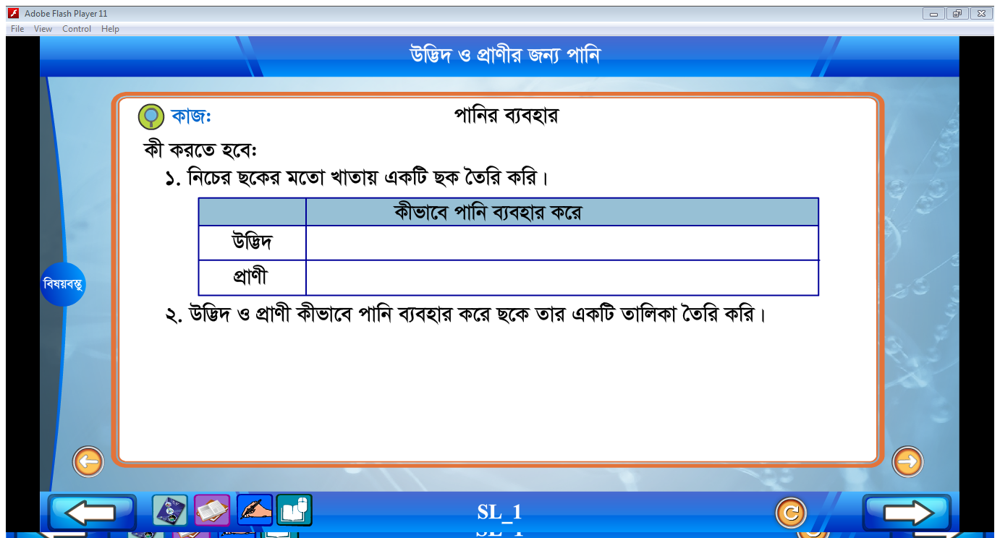 Adobe Flash Player 11
File View Control Help
উদ্ভিদ ও প্রাণীর জন্য পানি
কাজ: পানির ব্যবহার
কী করতে হবে:
১. নিচের ছকের মতো খাতায় একটি ছক তৈরি করি।
কীভাবে পানি ব্যবহার করে
উদ্ভিদ
প্রাণী
বিষয়বস্তু
২. উদ্ভিদ ও প্রাণী কীভাবে পানি ব্যবহার করে ছকে তার একটি তালিকা তৈরি করি।
SL_1
SL_1